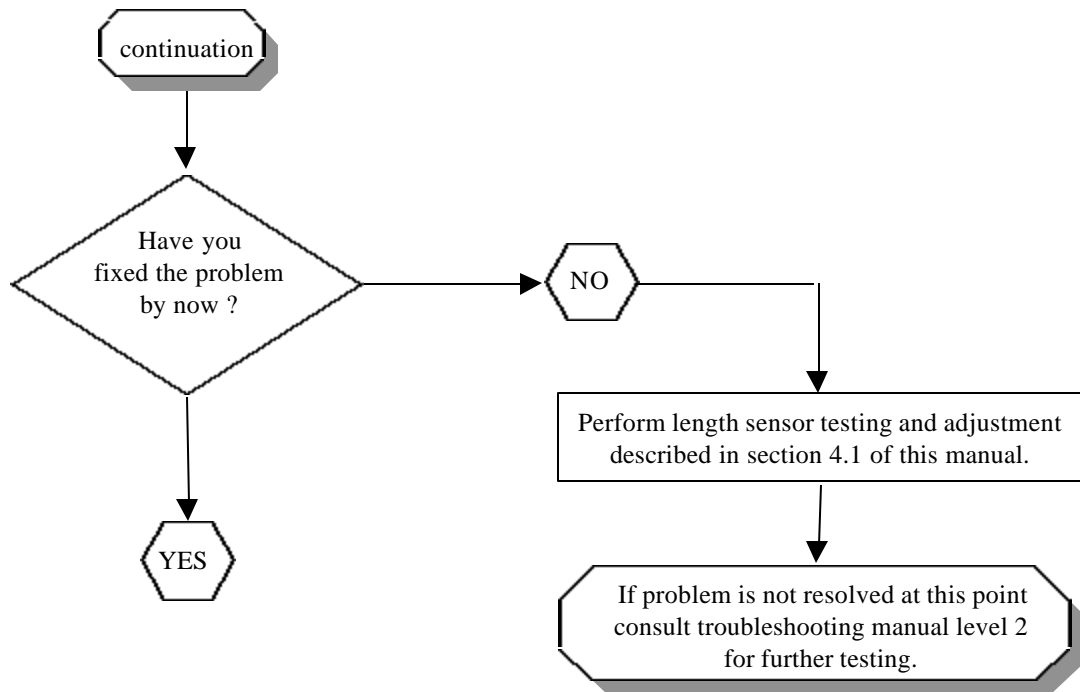 continuation
Have you
fixed the problem
by now ?
NO
Perform length sensor testing and adjustment
described in section 4.1 of this manual.
YES
If problem is not resolved at this point
consult troubleshooting manual level 2
for further testing.